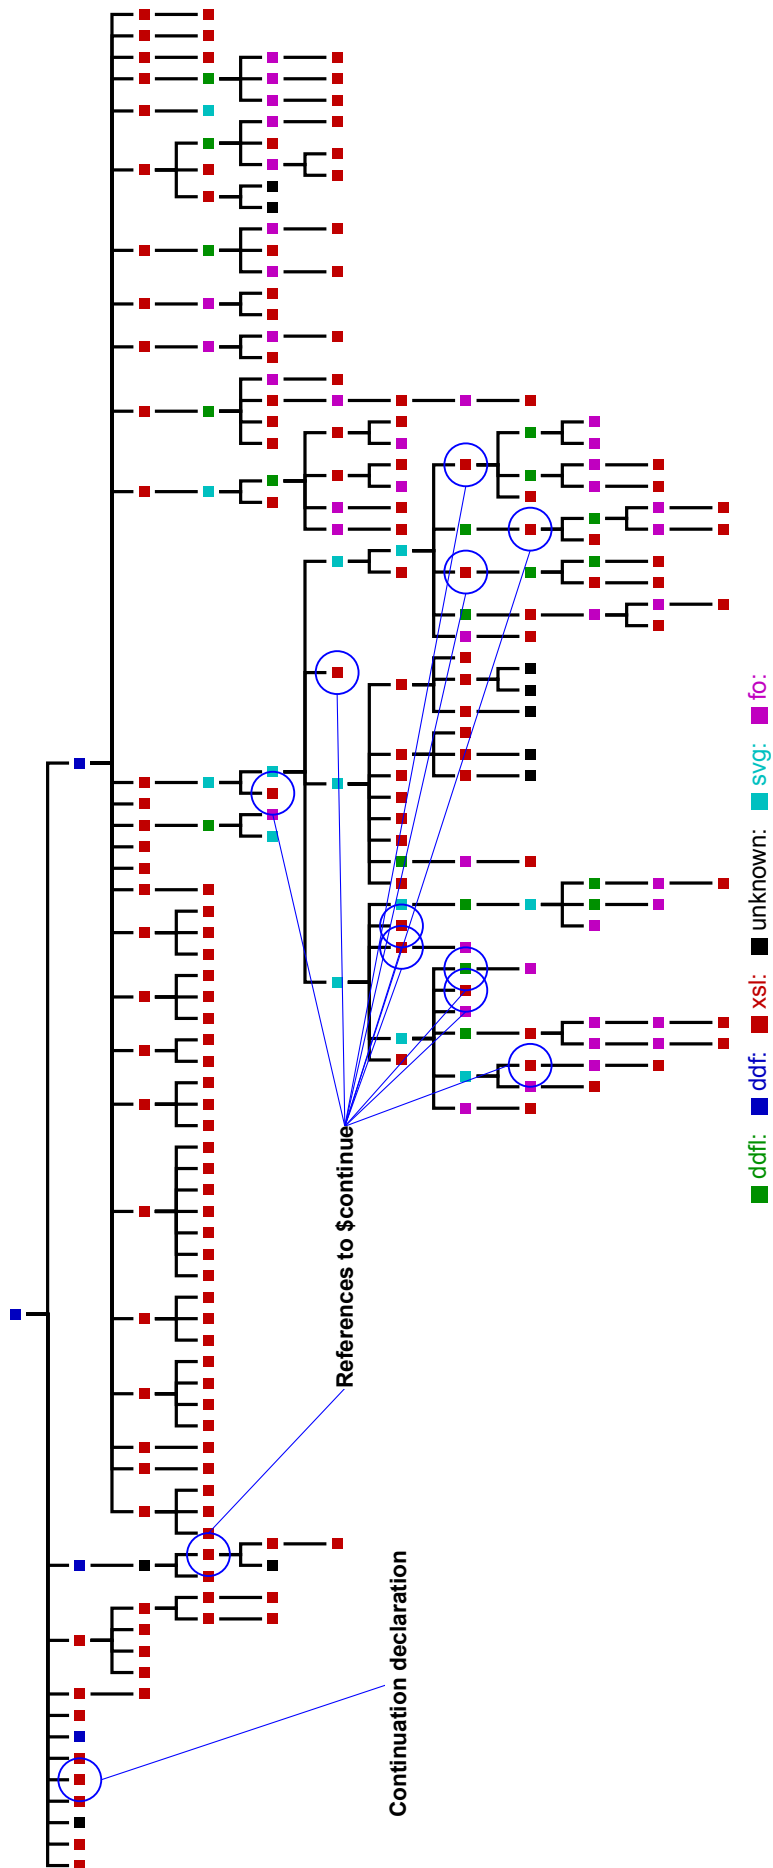 References to $continue
Continuation declaration
ddfl: ddf: xsl: unknown: svg: fo: